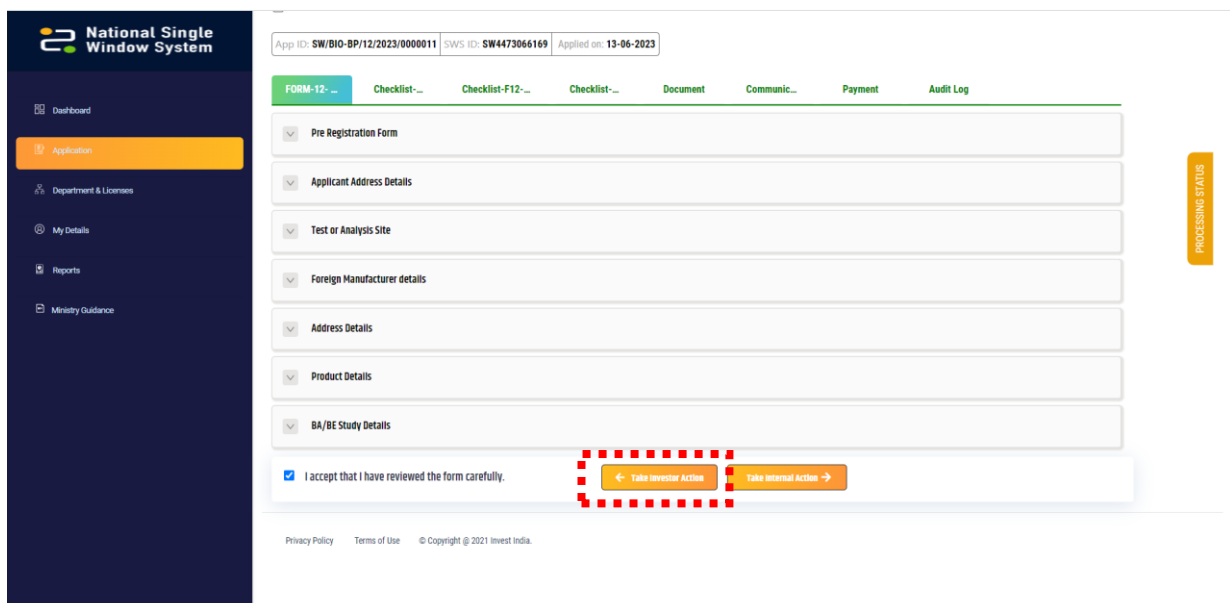 National Single
Window System
App ID: SW/BIO-BP/12/2023/0000011 SWS ID: SW4473066169 Applied on: 13-06-2023
FORM-12- ... Checklist-... Checklist-F12-... Checklist-... Document Communic... Payment Audit Log
Dashboard
Application
Department & Licenses
My Details
Reports
Ministry Guidance
Pre Registration Form
Applicant Address Details
Test or Analysis Site
Foreign Manufacturer details
Address Details
Product Details
BA/BE Study Details
PROCESSING STATUS
I accept that I have reviewed the form carefully.
← Take Investor Action
Take Internal Action →
Privacy Policy Terms of Use © Copyright @ 2021 Invest India.